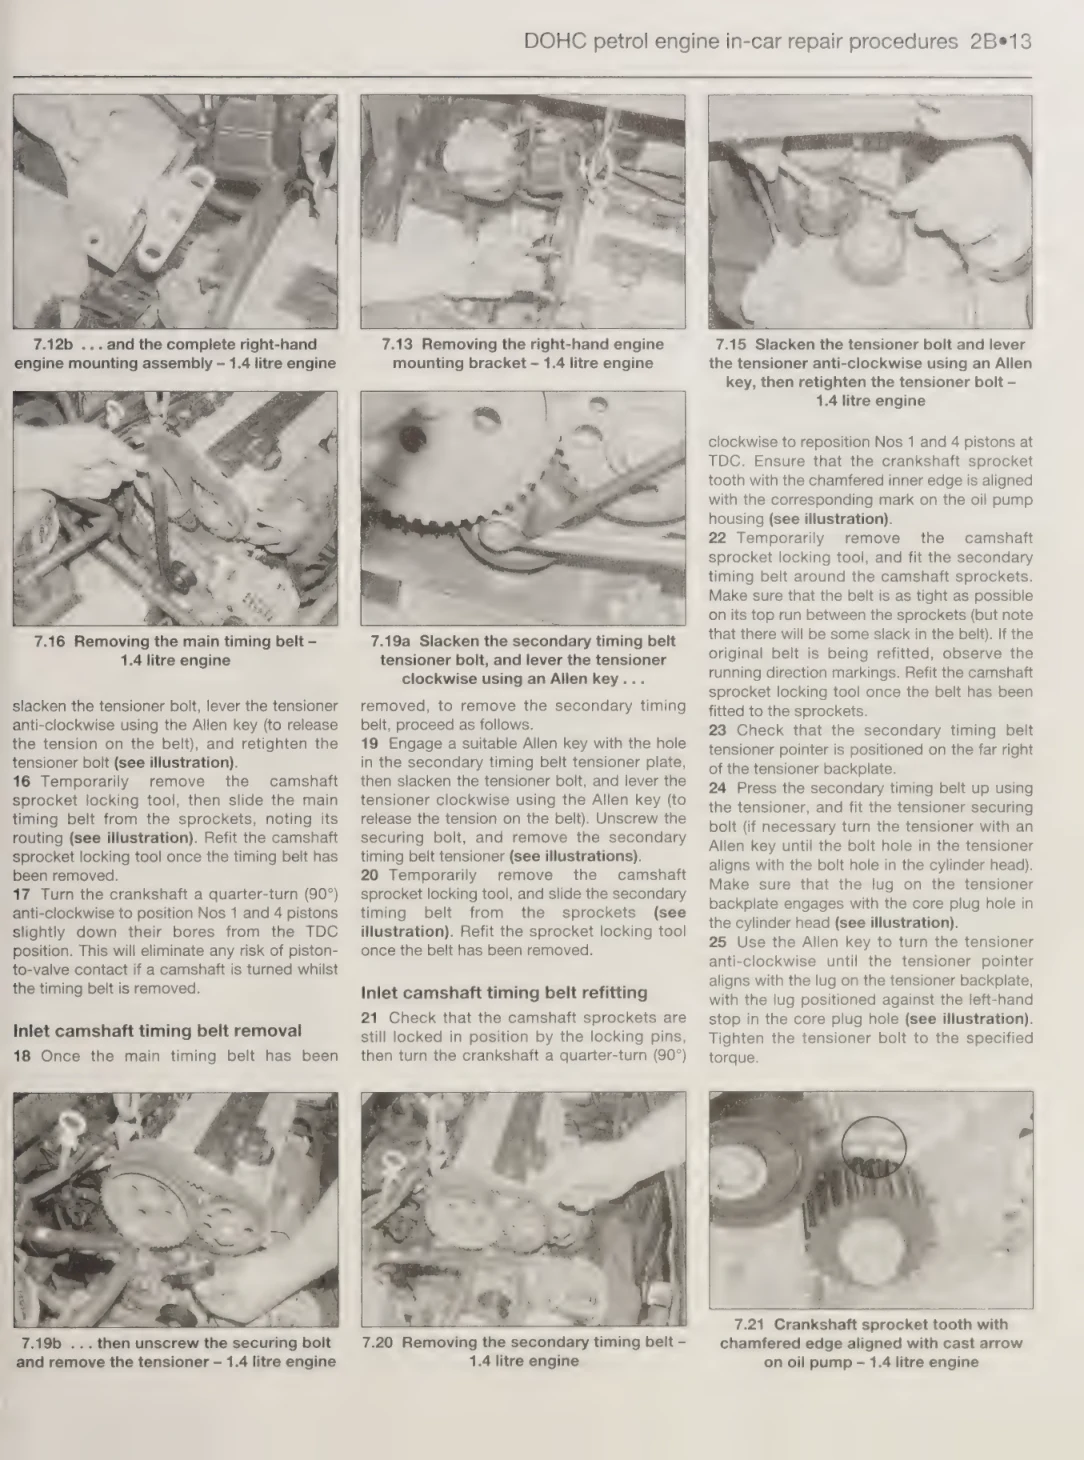 DOHC petrol engine in-car repair procedures 2B•13
7.12b ... and the complete right-hand
engine mounting assembly – 1.4 litre engine
7.13 Removing the right-hand engine
mounting bracket – 1.4 litre engine
7.15 Slacken the tensioner bolt and lever
the tensioner anti-clockwise using an Allen
key, then retighten the tensioner bolt –
1.4 litre engine
7.16 Removing the main timing belt –
1.4 litre engine
7.19a Slacken the secondary timing belt
tensioner bolt, and lever the tensioner
clockwise using an Allen key ...
slacken the tensioner bolt, lever the tensioner
anti-clockwise using the Allen key (to release
the tension on the belt), and retighten the
tensioner bolt (see illustration).
16 Temporarily remove the camshaft
sprocket locking tool, then slide the main
timing belt from the sprockets, noting its
routing (see illustration). Refit the camshaft
sprocket locking tool once the timing belt has
been removed.
17 Turn the crankshaft a quarter-turn (90°)
anti-clockwise to position Nos 1 and 4 pistons
slightly down their bores from the TDC
position. This will eliminate any risk of piston-
to-valve contact if a camshaft is turned whilst
the timing belt is removed.
Inlet camshaft timing belt removal
18 Once the main timing belt has been
removed, to remove the secondary timing
belt, proceed as follows.
19 Engage a suitable Allen key with the hole
in the secondary timing belt tensioner plate,
then slacken the tensioner bolt, and lever the
tensioner clockwise using the Allen key (to
release the tension on the belt). Unscrew the
securing bolt, and remove the secondary
timing belt tensioner (see illustrations).
20 Temporarily remove the camshaft
sprocket locking tool, and slide the secondary
timing belt from the sprockets (see
illustration). Refit the sprocket locking tool
once the belt has been removed.
Inlet camshaft timing belt refitting
21 Check that the camshaft sprockets are
still locked in position by the locking pins,
then turn the crankshaft a quarter-turn (90°)
clockwise to reposition Nos 1 and 4 pistons at
TDC. Ensure that the crankshaft sprocket
tooth with the chamfered inner edge is aligned
with the corresponding mark on the oil pump
housing (see illustration).
22 Temporarily remove the camshaft
sprocket locking tool, and fit the secondary
timing belt around the camshaft sprockets.
Make sure that the belt is as tight as possible
on its top run between the sprockets (but note
that there will be some slack in the belt). If the
original belt is being refitted, observe the
running direction markings. Refit the camshaft
sprocket locking tool once the belt has been
fitted to the sprockets.
23 Check that the secondary timing belt
tensioner pointer is positioned on the far right
of the tensioner backplate.
24 Press the secondary timing belt up using
the tensioner, and fit the tensioner securing
bolt (if necessary turn the tensioner with an
Allen key until the bolt hole in the tensioner
aligns with the bolt hole in the cylinder head).
Make sure that the lug on the tensioner
backplate engages with the core plug hole in
the cylinder head (see illustration).
25 Use the Allen key to turn the tensioner
anti-clockwise until the tensioner pointer
aligns with the lug on the tensioner backplate,
with the lug positioned against the left-hand
stop in the core plug hole (see illustration).
Tighten the tensioner bolt to the specified
torque.
7.19b ... then unscrew the securing bolt
and remove the tensioner – 1.4 litre engine
7.20 Removing the secondary timing belt –
1.4 litre engine
7.21 Crankshaft sprocket tooth with
chamfered edge aligned with cast arrow
on oil pump – 1.4 litre engine